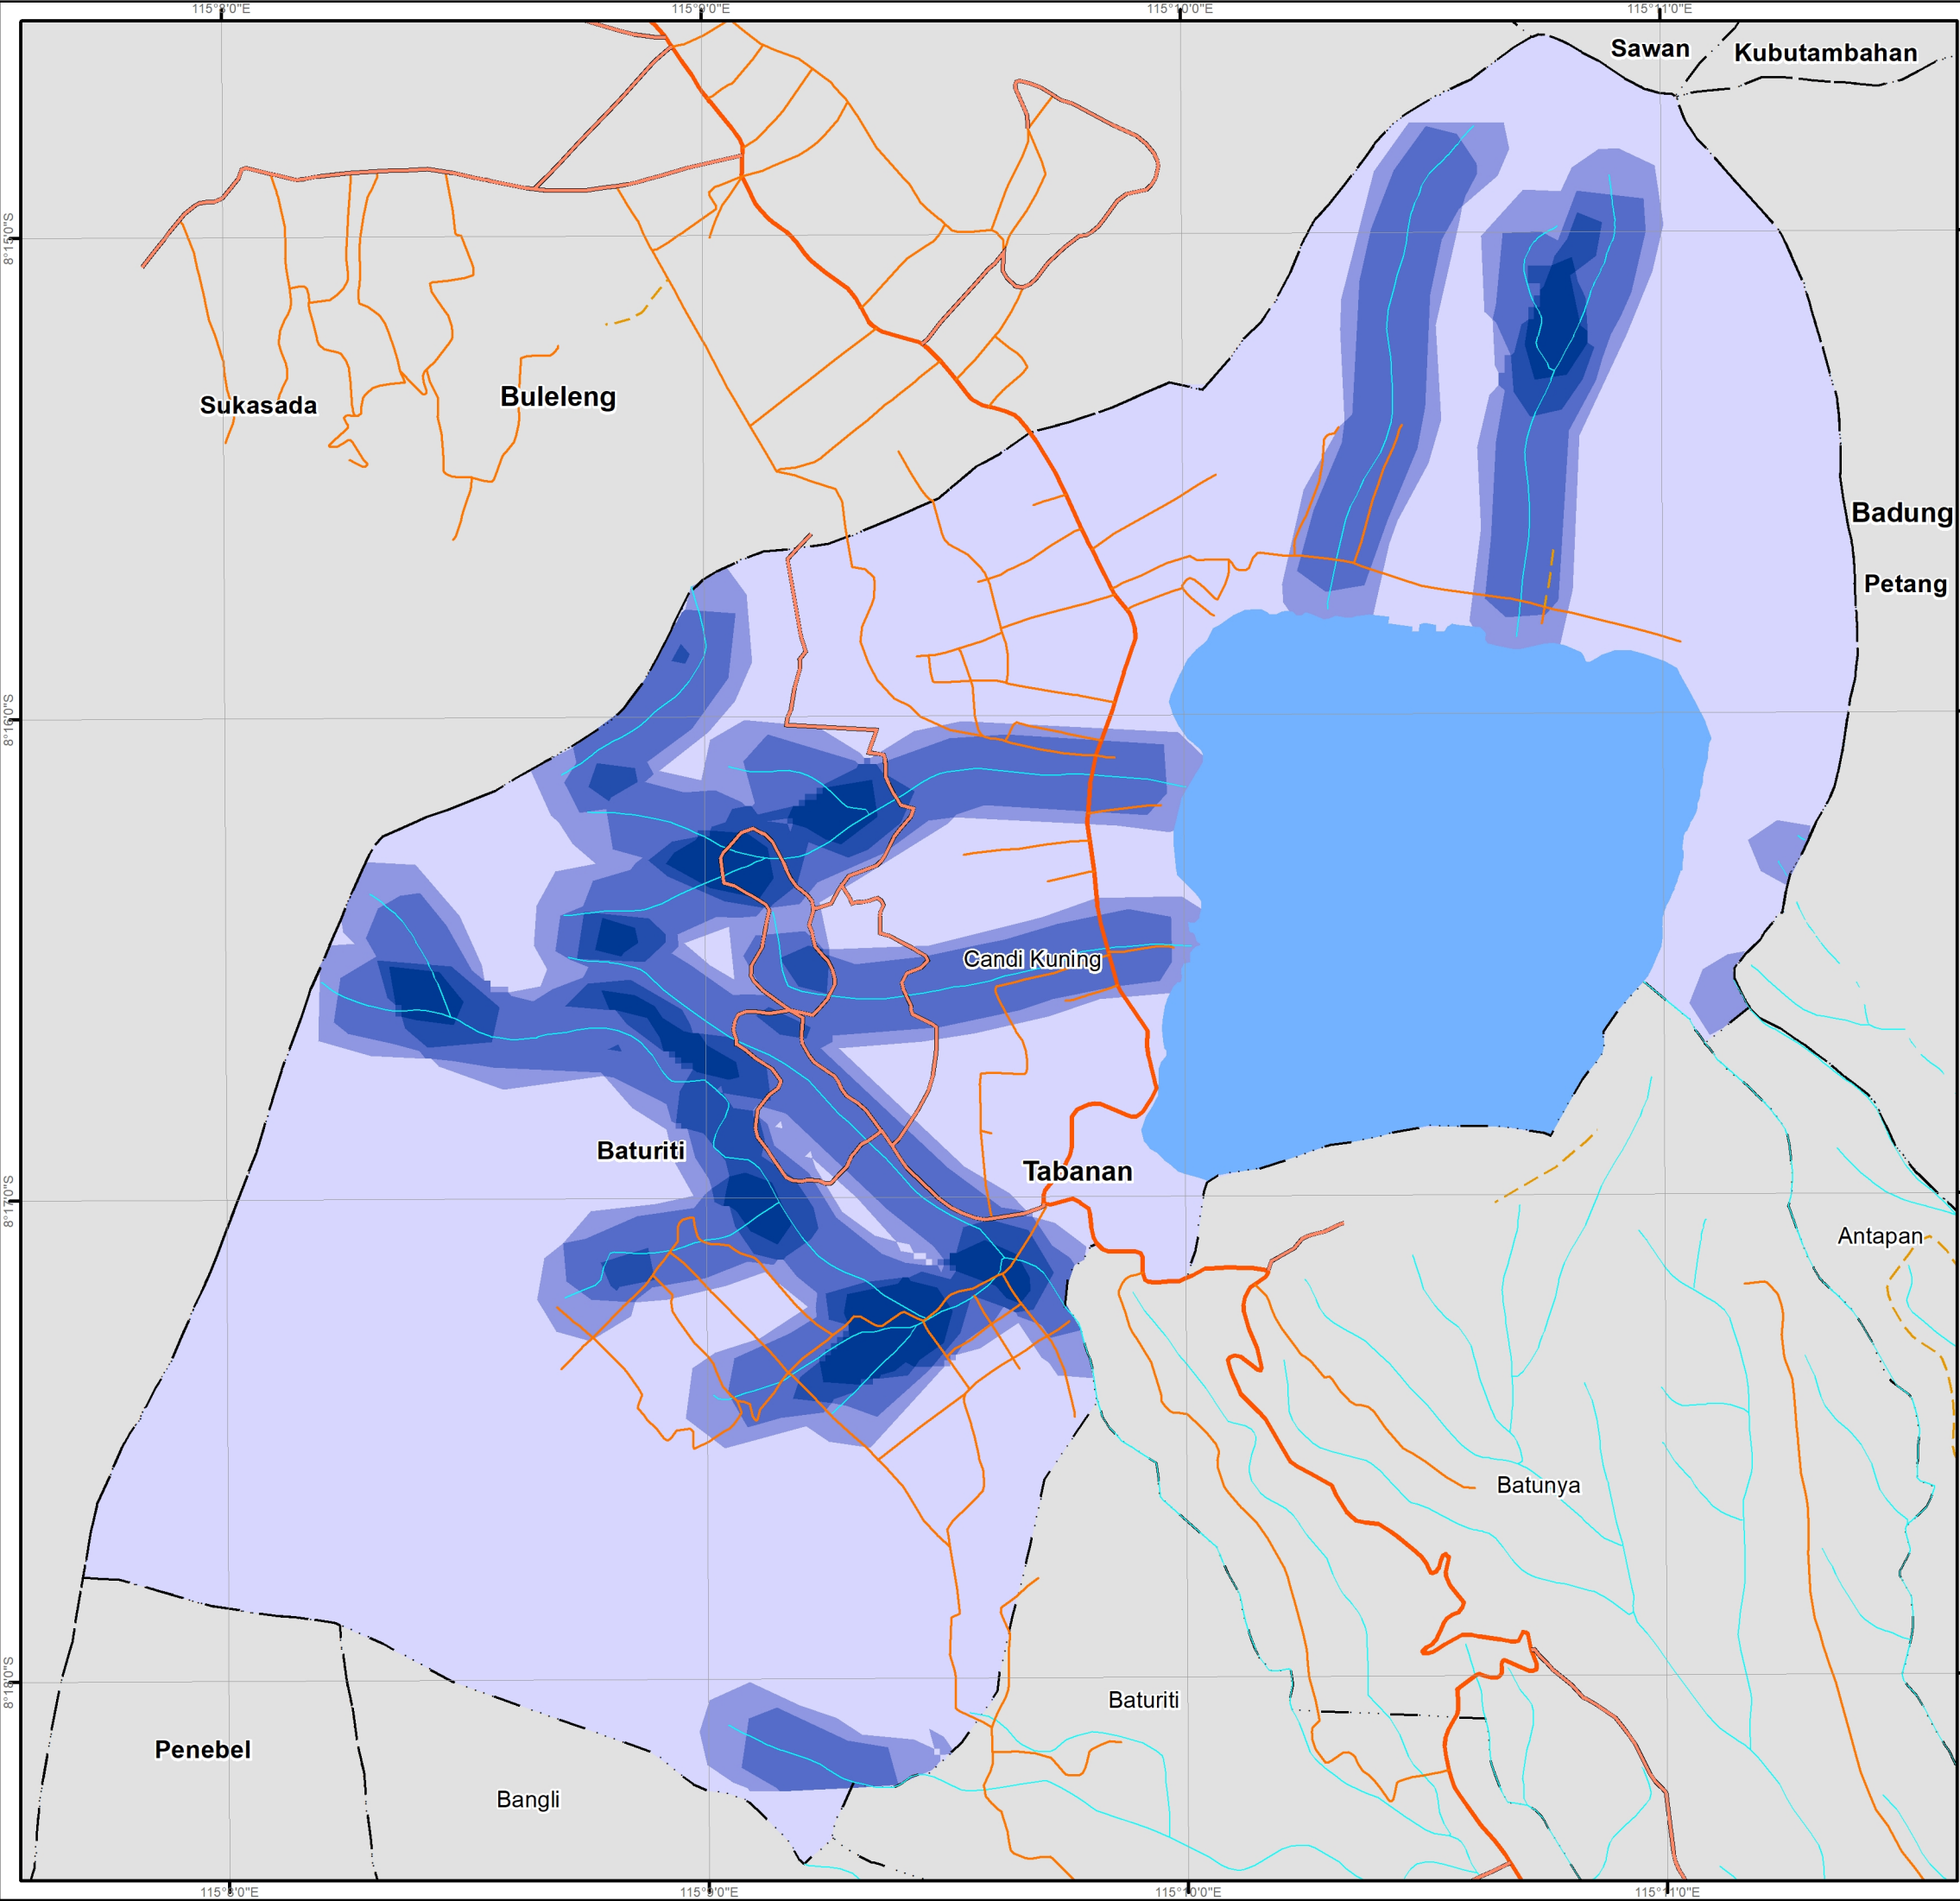 115°8'0"E
115°9'0"E
115°10'0"E
115°11'0"E
Sawan
Kubutambahan
8°15'0"S
Sukasada
Buleleng
Badung
Petang
8°16'0"S
Candi Kuning
Baturiti
Tabanan
8°17'0"S
Antapan
Batunya
8°18'0"S
Baturiti
Penebel
Bangli
115°8'0"E
115°9'0"E
115°10'0"E
115°11'0"E